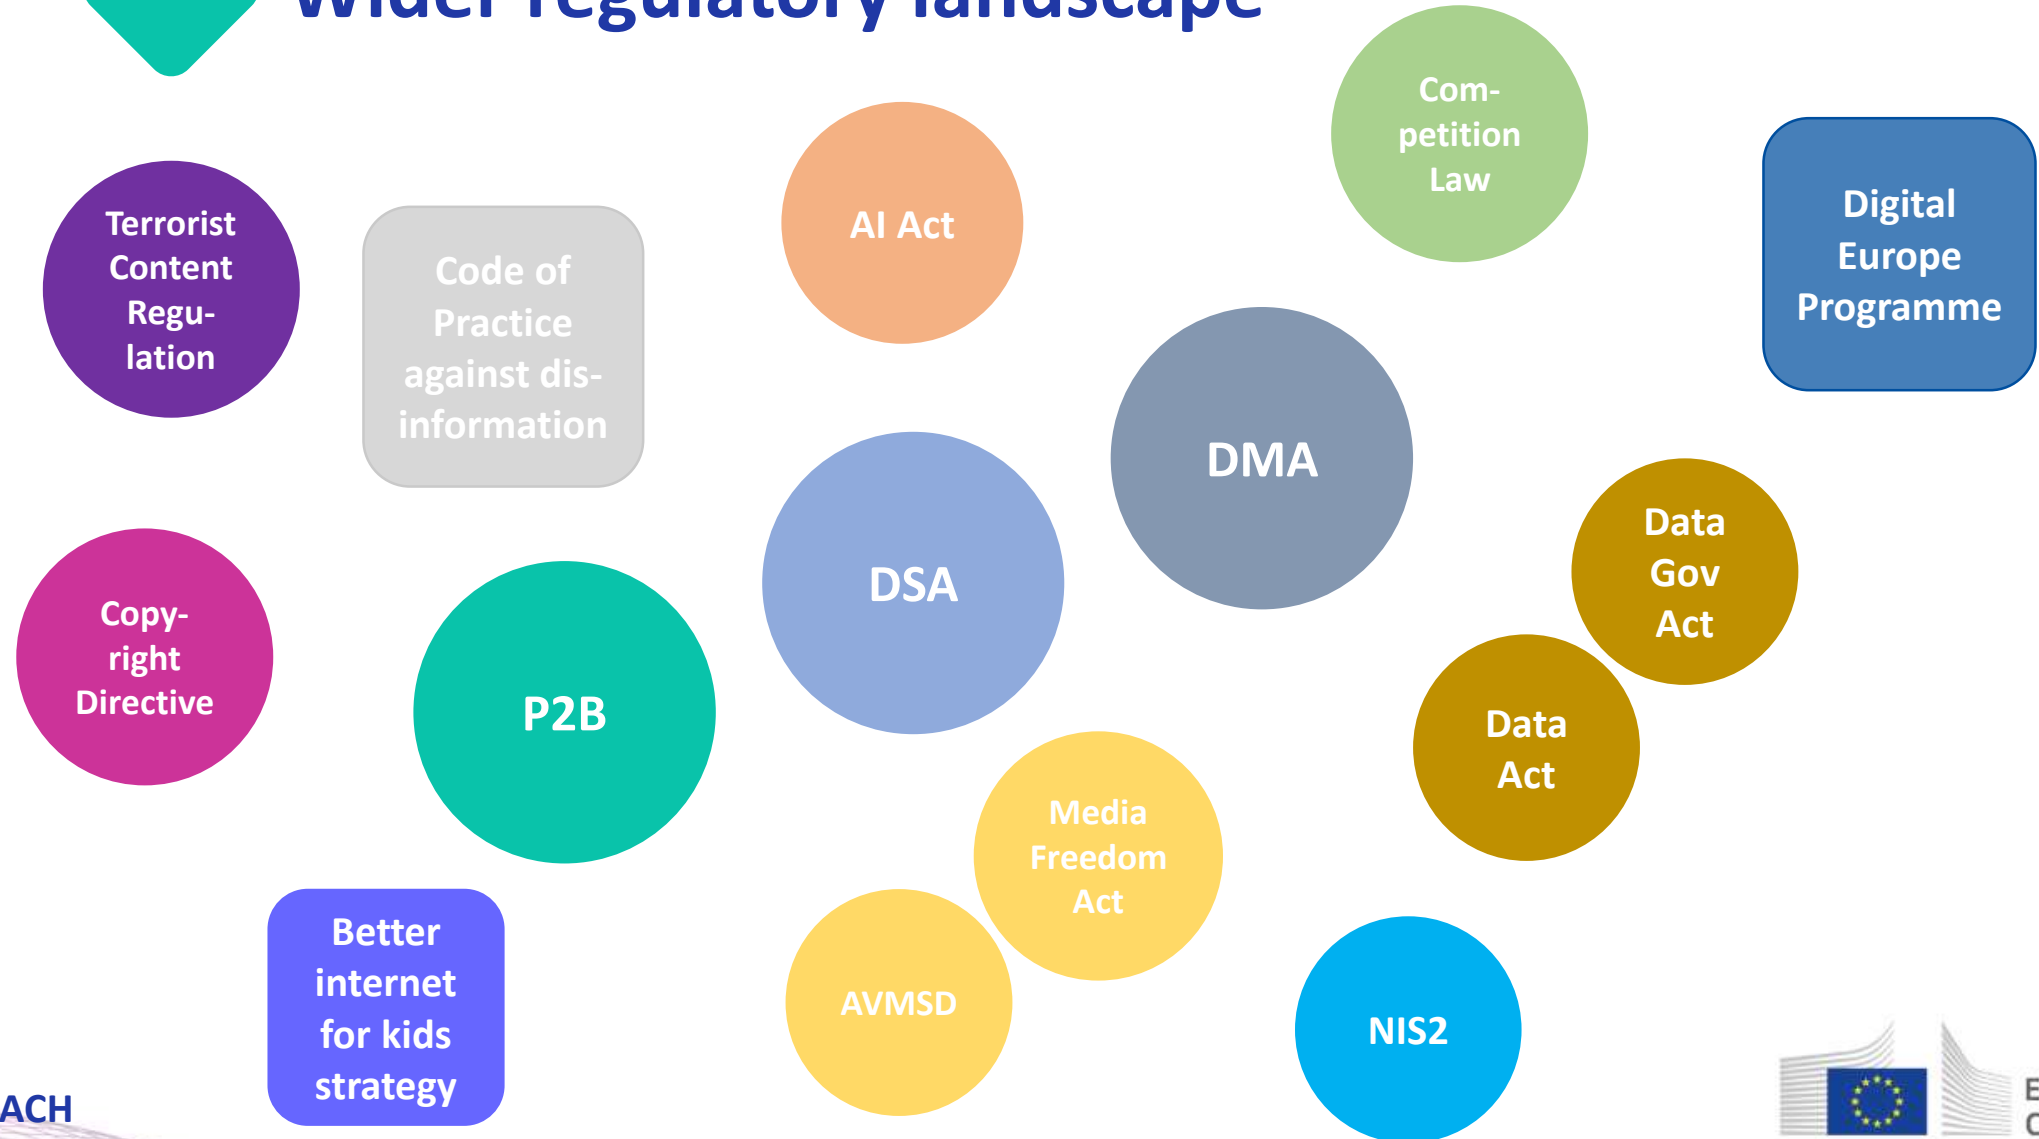 Wider regulatory landscape
Com-
petition
Law
Digital
Europe
Programme
Terrorist
Content
Regu-
lation
Code of
Practice
against dis-
information
AI Act
DMA
Data
Gov
Act
DSA
Copy-
right
Directive
P2B
Data
Act
Media
Freedom
Act
Better
internet
for kids
strategy
AVMSD
NIS2
ACH